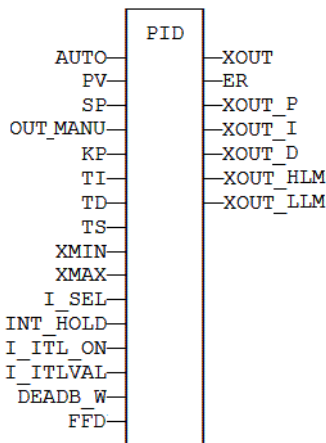 PID
AUTO XOUT
PV ER
SP XOUT_P
OUT_MANU XOUT_I
KP XOUT_D
TI XOUT_HLM
TD XOUT_LLM
TS
XMIN
XMAX
I_SEL
INT_HOLD
I_ITL_ON
I_ITLVAL
DEADB_W
FFD